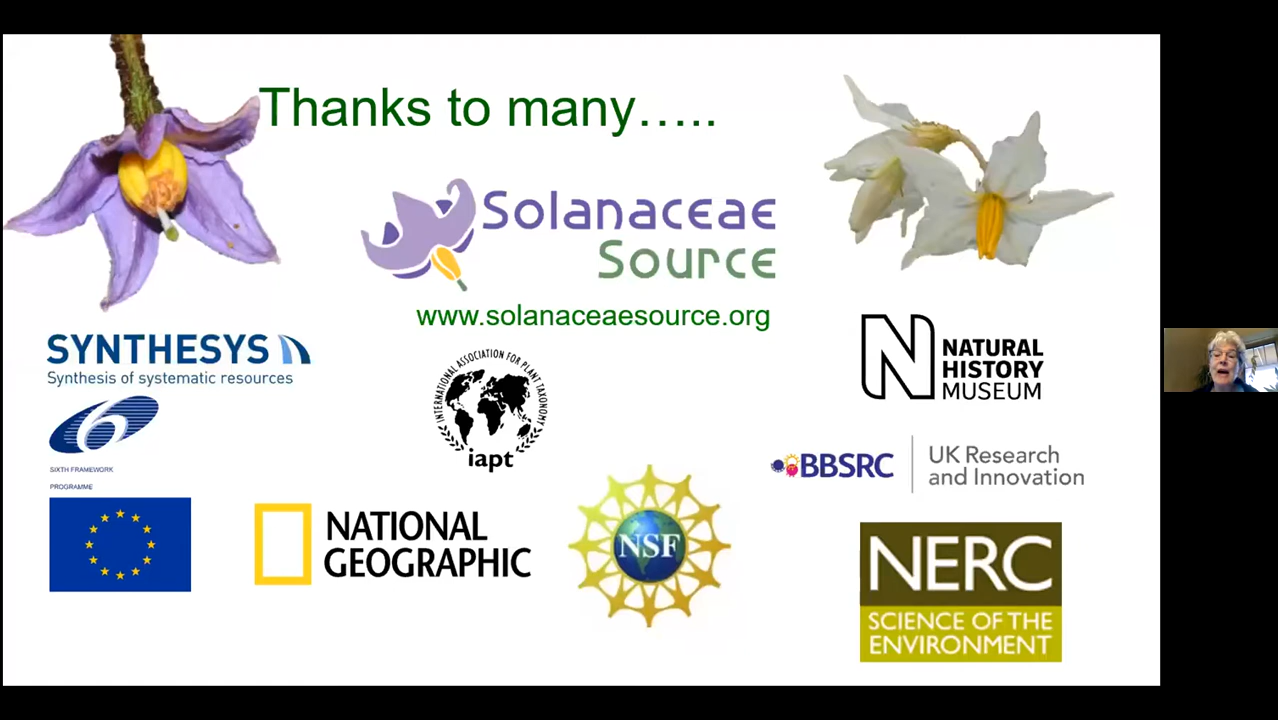 Thanks to many…..
Solanaceae
Source
www.solanaceaesource.org
SYNTHESYS
Synthesis of systematic resources
6
SIXTH FRAMEWORK
PROGRAMME
INTERNATIONAL ASSOCIATION FOR PLANT TAXONOMY
iapt
NATURAL
HISTORY
MUSEUM
BBSRC
UK Research
and Innovation
NATIONAL
GEOGRAPHIC
NSF
NERC
SCIENCE OF THE
ENVIRONMENT